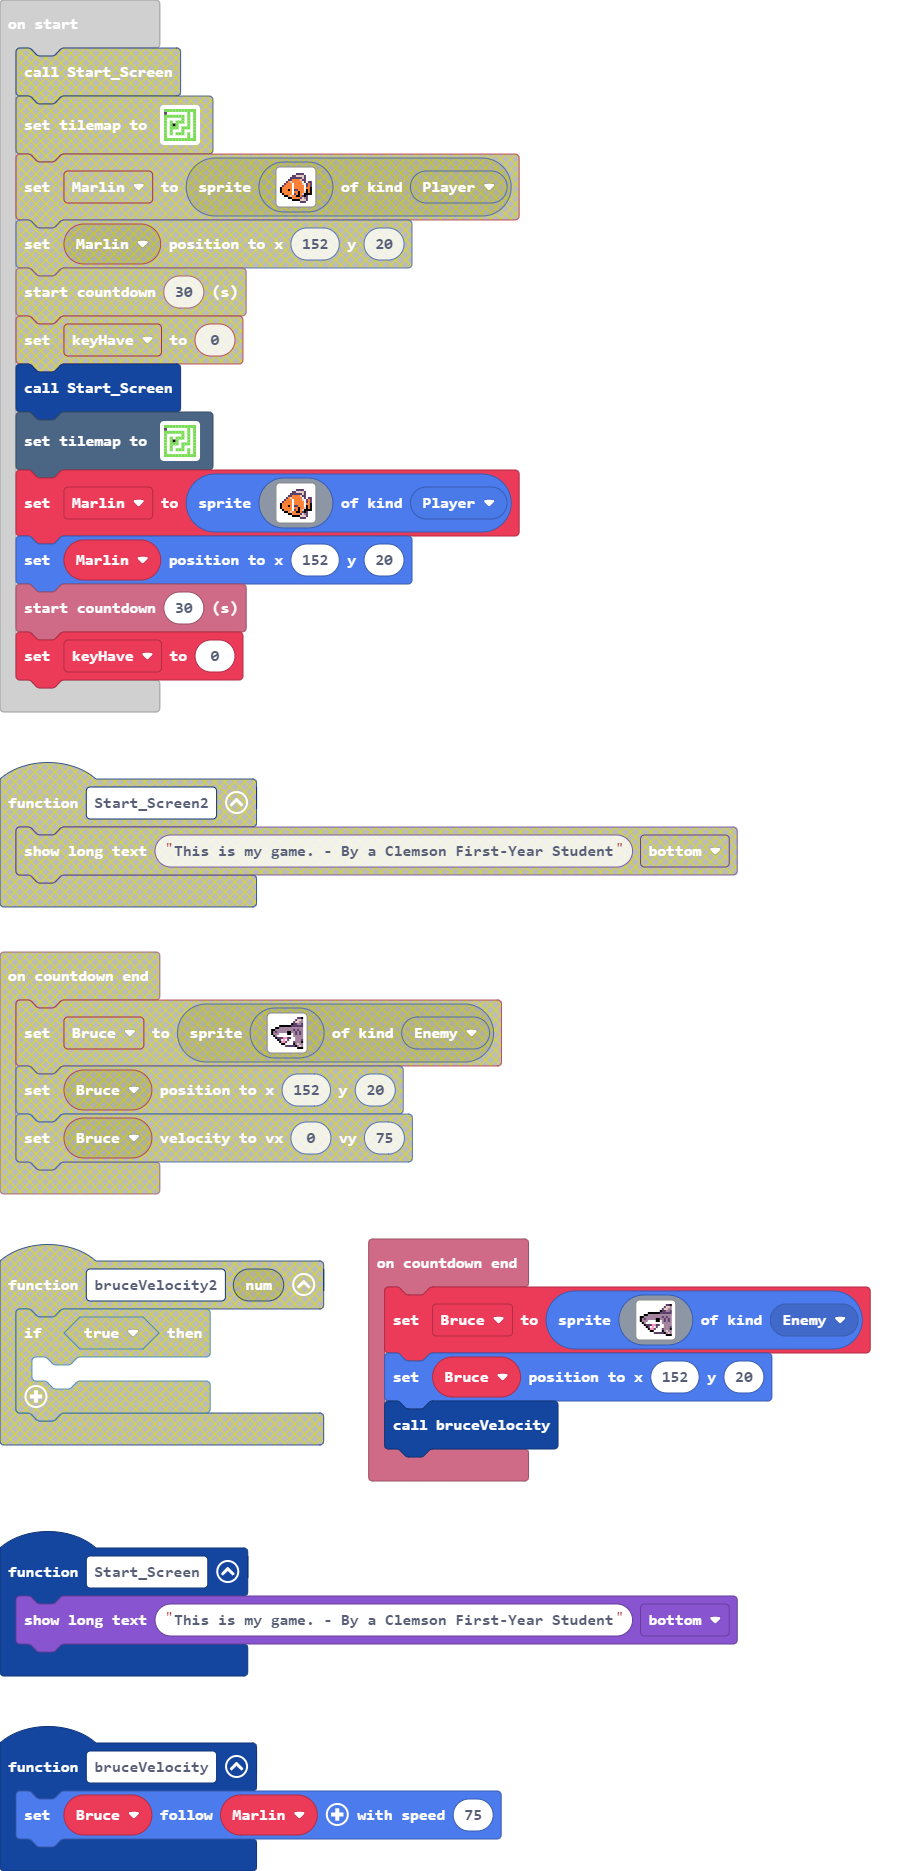 on start
call Start_Screen
set tilemap to
set Marlin to sprite of kind Player
set Marlin position to x 152 y 20
start countdown 30 (s)
set keyHave to 0
call Start_Screen
set tilemap to
set Marlin to sprite of kind Player
set Marlin position to x 152 y 20
start countdown 30 (s)
set keyHave to 0
function Start_Screen2
show long text "This is my game. - By a Clemson First-Year Student" bottom
on countdown end
set Bruce to sprite of kind Enemy
set Bruce position to x 152 y 20
set Bruce velocity to vx 0 vy 75
function bruceVelocity2 num
if true then
on countdown end
set Bruce to sprite of kind Enemy
set Bruce position to x 152 y 20
call bruceVelocity
function Start_Screen
show long text "This is my game. - By a Clemson First-Year Student" bottom
function bruceVelocity
set Bruce follow Marlin with speed 75